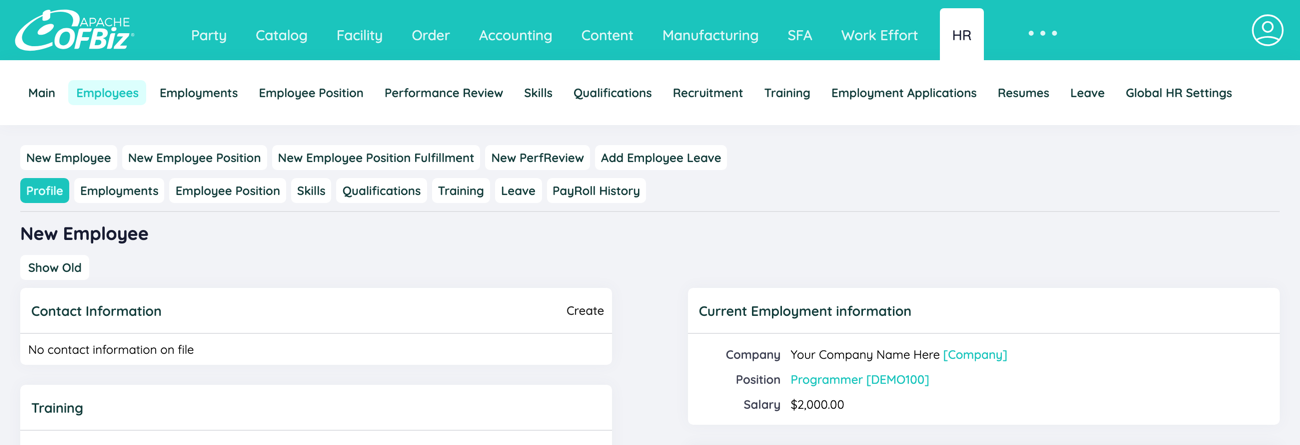 APACHE
OFBiz
Party Catalog Facility Order Accounting Content Manufacturing SFA Work Effort HR
Main Employees Employments Employee Position Performance Review Skills Qualifications Recruitment Training Employment Applications Resumes Leave Global HR Settings
New Employee New Employee Position New Employee Position Fulfillment New PerfReview Add Employee Leave
Profile Employments Employee Position Skills Qualifications Training Leave PayRoll History
New Employee
Show Old
Contact Information Create
No contact information on file
Training
Current Employment information
Company Your Company Name Here [Company]
Position Programmer [DEMO100]
Salary $2,000.00